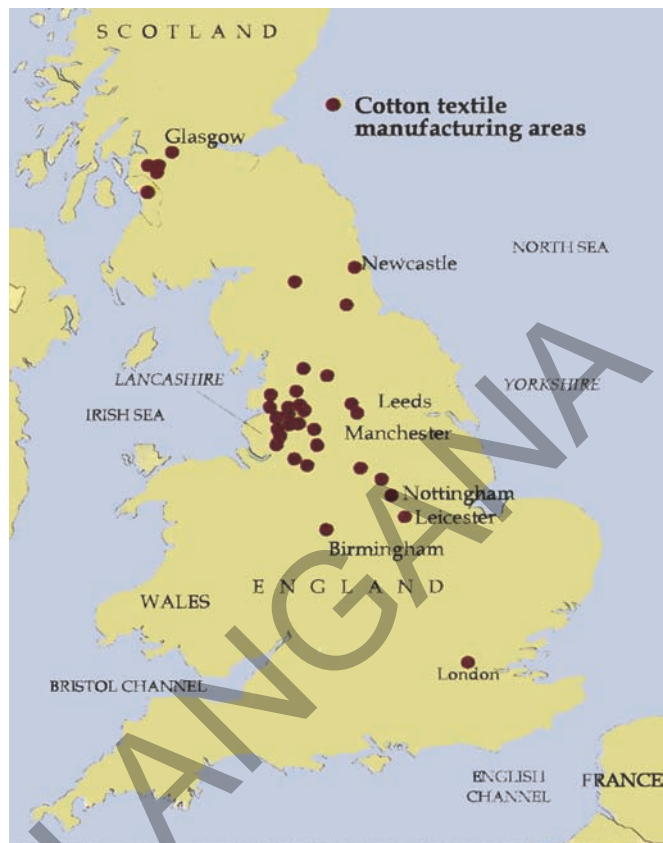 SCOTLAND
Cotton textile
manufacturing areas
Glasgow
Newcastle
NORTH SEA
LANCASHIRE
YORKSHIRE
Leeds
IRISH SEA
Manchester
Nottingham
Leicester
Birmingham
ENGLAND
WALES
London
BRISTOL CHANNEL
ENGLISH
CHANNEL
FRANCE
LANGANA